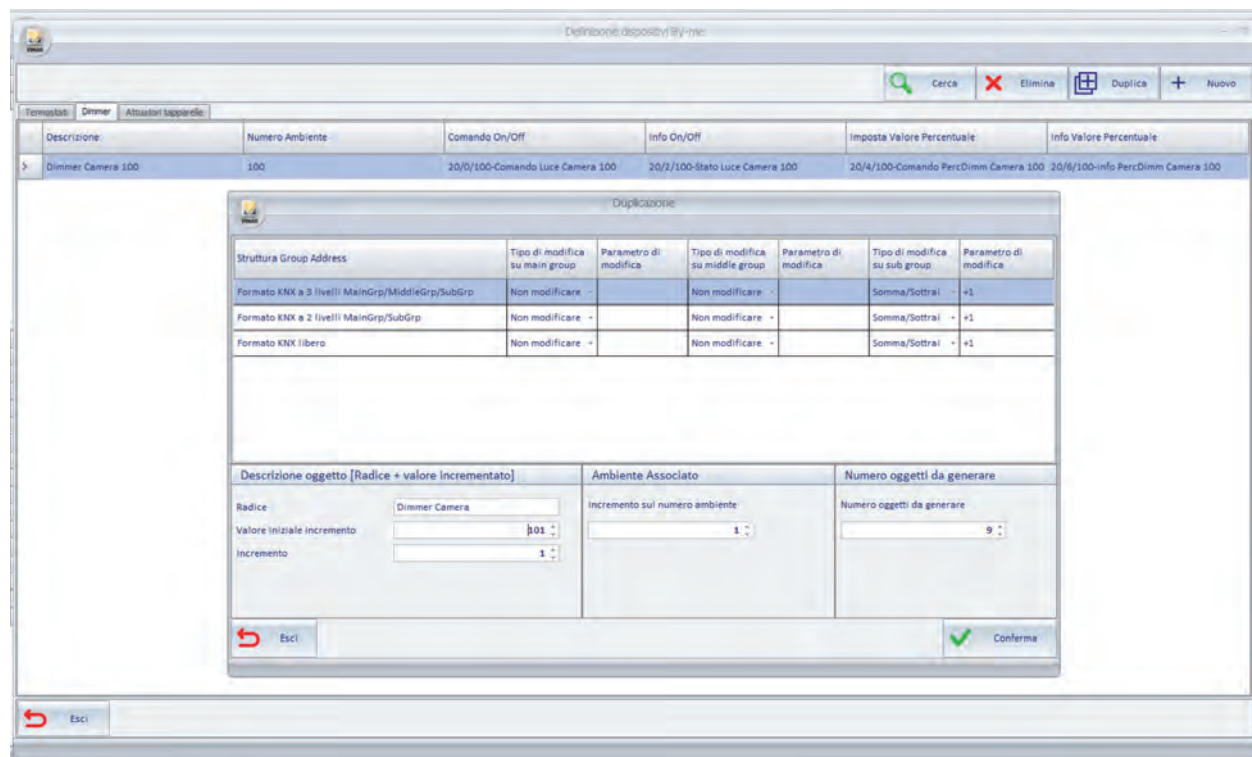 Definizione dispositivi By-me
Cerca Elimina Duplica Nuovo
Termostati Dimmer Attuatori tapparelle
Descrizione Numero Ambiente Comando On/Off Info On/Off Imposta Valore Percentuale Info Valore Percentuale
Dimmer Camera 100 100 20/0/100-Comando Luce Camera 100 20/2/100-Stato Luce Camera 100 20/4/100-Comando PercDimm Camera 100 20/6/100-Info PercDimm Camera 100
Duplicazione
Struttura Group Address Tipo di modifica su main group Parametro di modifica Tipo di modifica su middle group Parametro di modifica Tipo di modifica su sub group Parametro di modifica
Formato KNX a 3 livelli MainGrp/MiddleGrp/SubGrp Non modificare Non modificare Somma/Sottrai +1
Formato KNX a 2 livelli MainGrp/SubGrp Non modificare Non modificare Somma/Sottrai +1
Formato KNX libero Non modificare Non modificare Somma/Sottrai +1
Descrizione oggetto [Radice + valore incrementato] Ambiente Associato Numero oggetti da generare
Radice Dimmer Camera Incremento sul numero ambiente Numero oggetti da generare
Valore iniziale incremento 101 1 9
Incremento 1
Esci Conferma
Esci